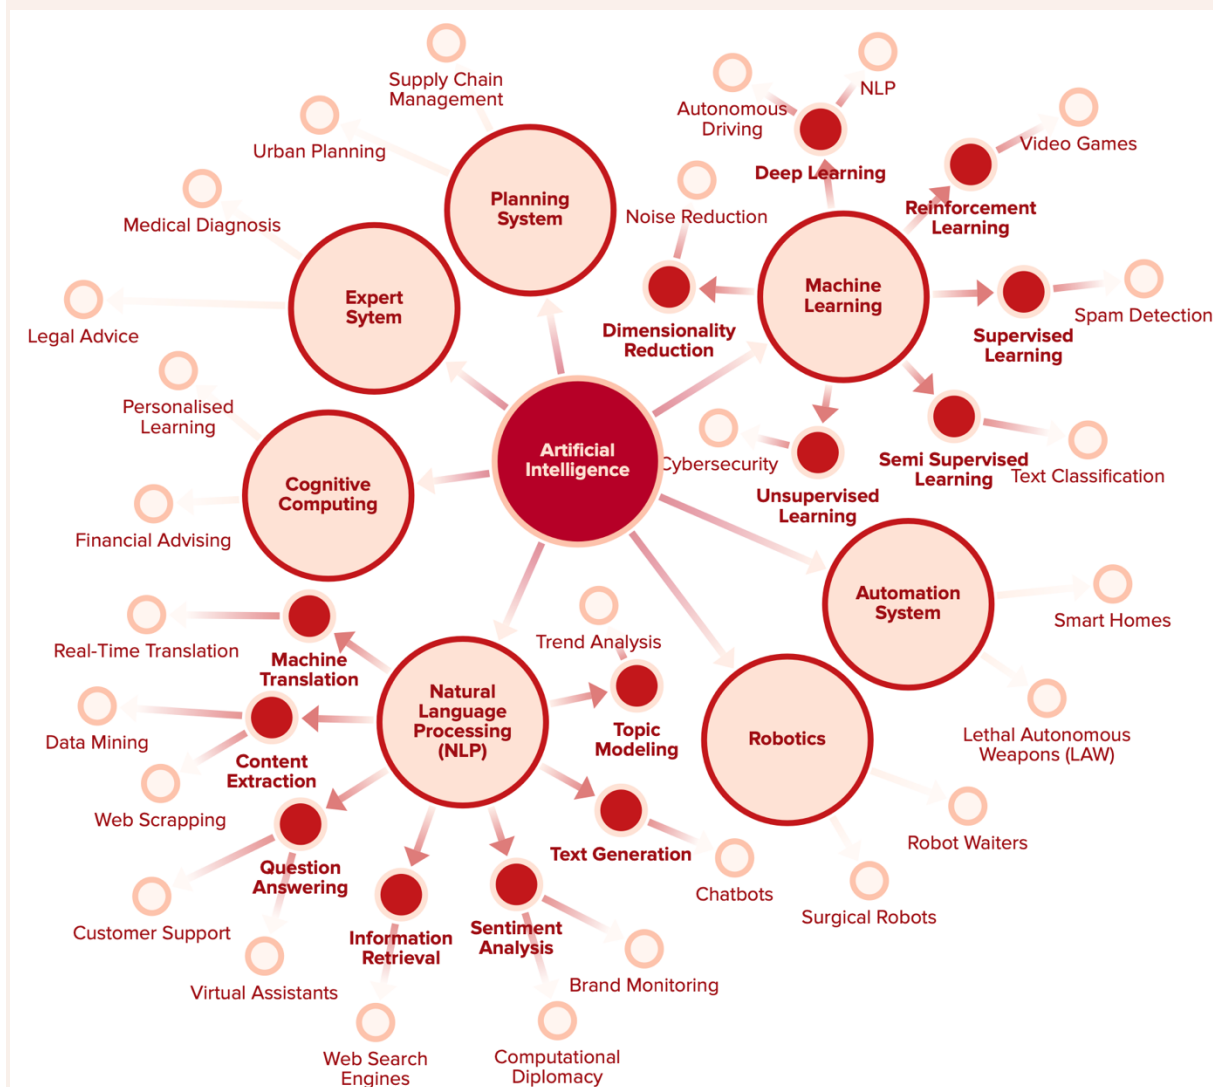 Supply Chain
Management
Urban Planning
Medical Diagnosis
Legal Advice
Planning
System
Expert
Sytem
Personalised
Learning
Financial Advising
Cognitive
Computing
Artificial
Intelligence
Autonomous
Driving
NLP
Deep Learning
Video Games
Reinforcement
Learning
Noise Reduction
Dimensionality
Reduction
Machine
Learning
Supervised
Learning
Spam Detection
Cybersecurity
Unsupervised
Learning
Semi Supervised
Learning
Text Classification
Automation
System
Smart Homes
Lethal Autonomous
Weapons (LAW)
Robotics
Robot Waiters
Surgical Robots
Trend Analysis
Topic
Modeling
Natural
Language
Processing
(NLP)
Real-Time Translation
Machine
Translation
Data Mining
Content
Extraction
Web Scrapping
Question
Answering
Customer Support
Virtual Assistants
Information
Retrieval
Web Search
Engines
Sentiment
Analysis
Computational
Diplomacy
Brand Monitoring
Text Generation
Chatbots